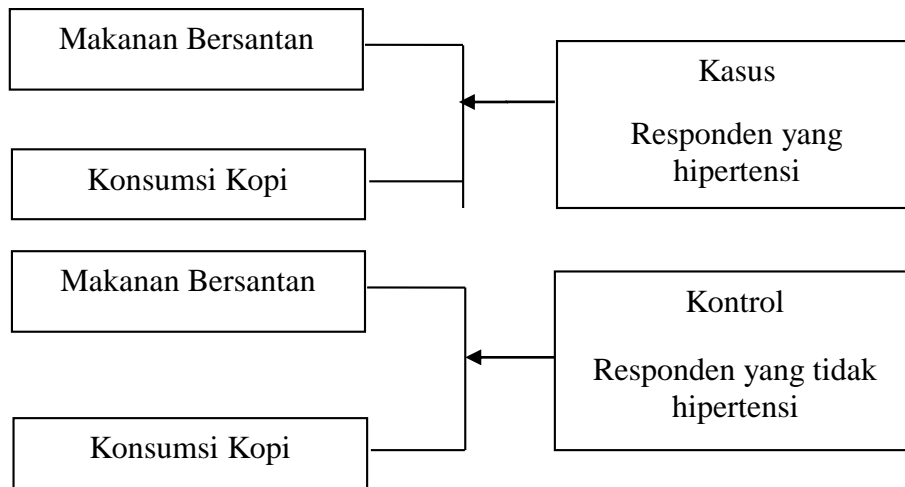 Makanan Bersantan
Konsumsi Kopi
Kasus
Responden yang
hipertensi
Makanan Bersantan
Konsumsi Kopi
Kontrol
Responden yang tidak
hipertensi